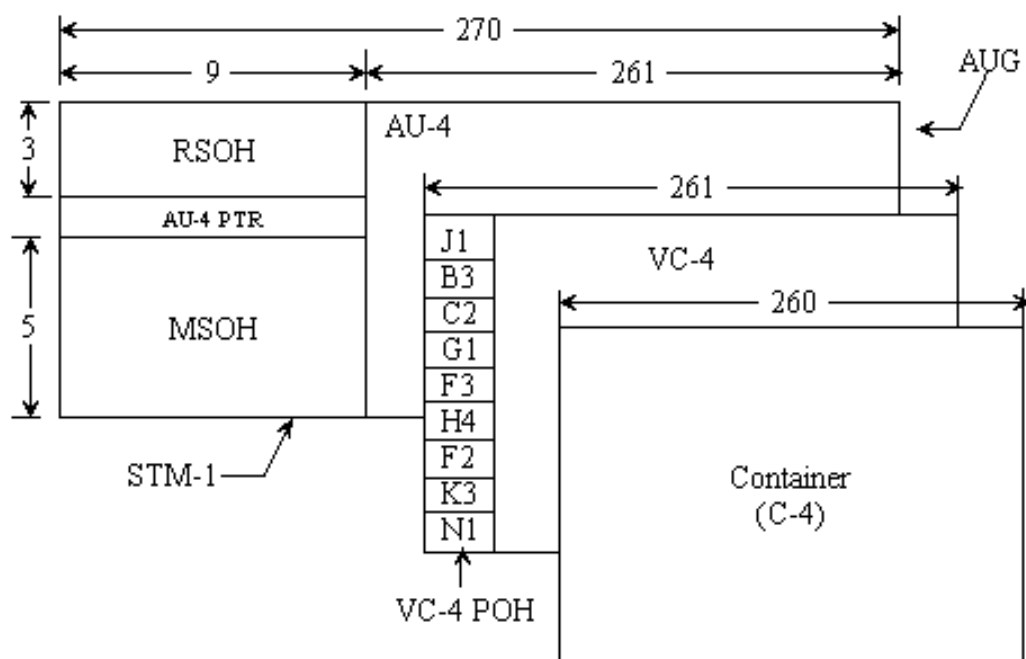 270
9
261
AUG
3
RSOH
AU-4
AU-4 PTR
261
5
MSOH
J1
B3
C2
G1
F3
H4
F2
K3
N1
VC-4
260
STM-1
Container
(C-4)
VC-4 POH